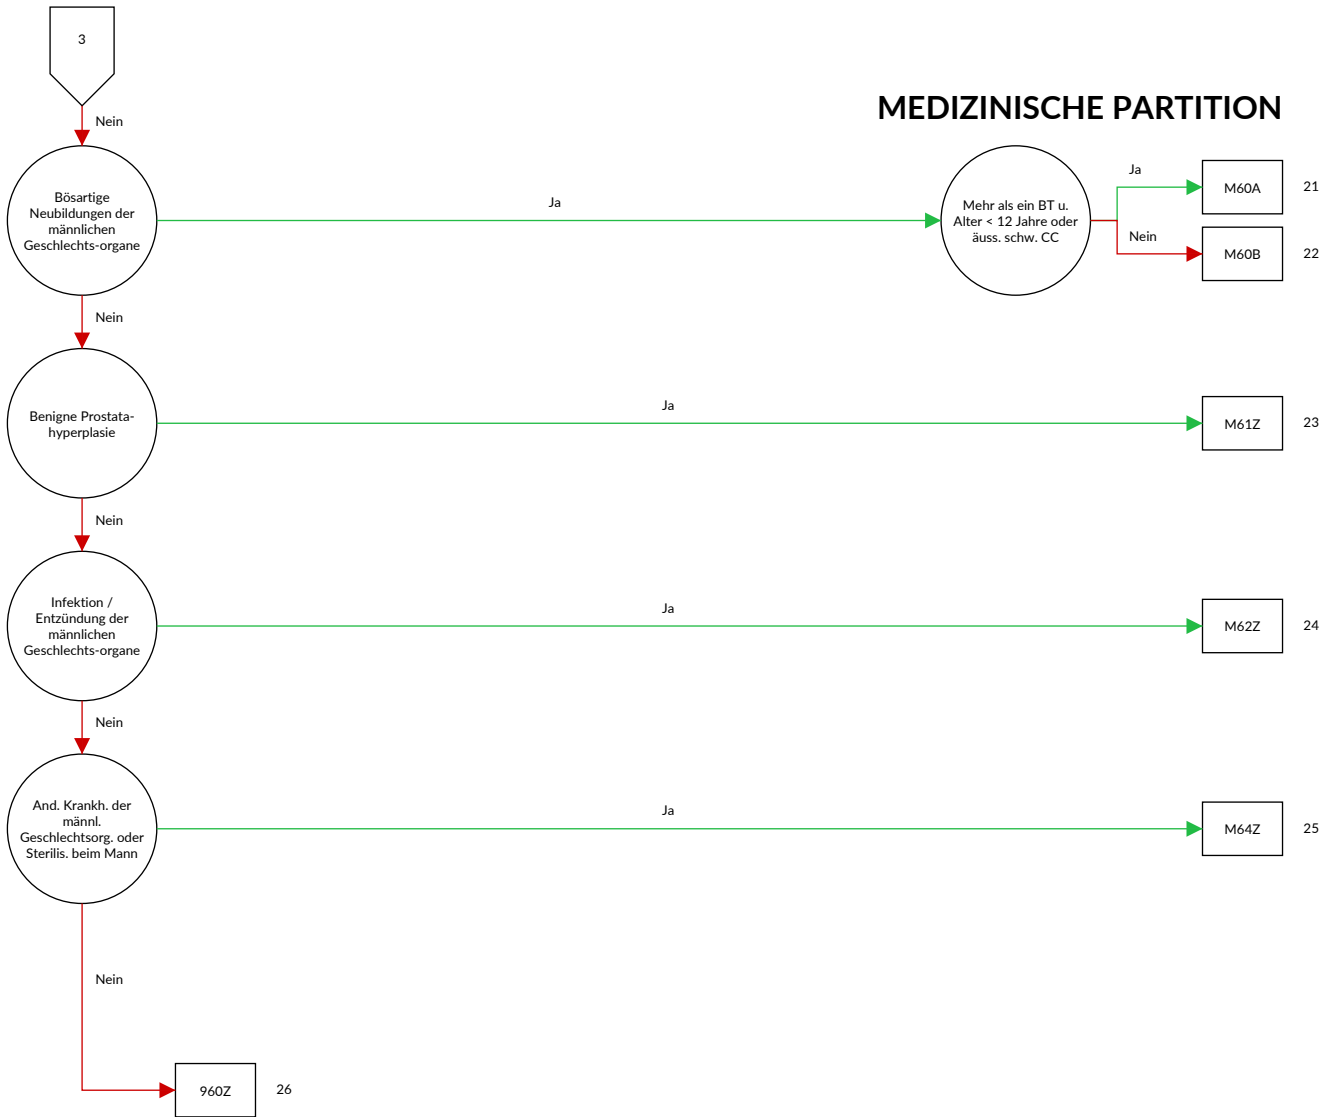 3
Nein
MEDIZINISCHE PARTITION
Bösartige
Neubildungen der
männlichen
Geschlechts-organe
Ja
Mehr als ein BT u.
Alter < 12 Jahre oder
äuss. schw. CC
Ja
M60A
21
Nein
M60B
22
Nein
Benigne Prostata-
hyperplasie
Ja
M61Z
23
Nein
Infektion /
Entzündung der
männlichen
Geschlechts-organe
Ja
M62Z
24
Nein
And. Krankh. der
männl.
Geschlechtsorg. oder
Sterilis. beim Mann
Ja
M64Z
25
Nein
960Z
26